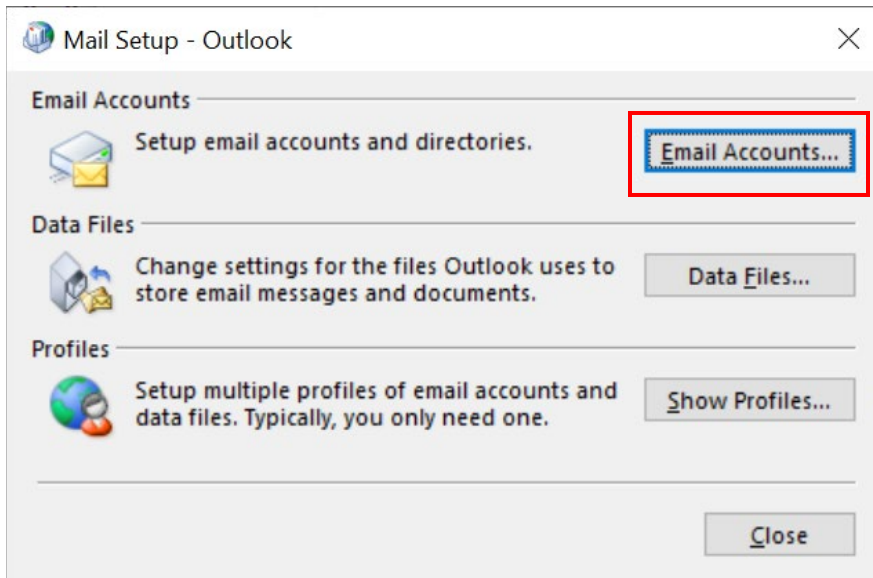 Mail Setup - Outlook
Email Accounts
Setup email accounts and directories.
Email Accounts...
Data Files
Change settings for the files Outlook uses to
store email messages and documents.
Data Files...
Profiles
Setup multiple profiles of email accounts and
data files. Typically, you only need one.
Show Profiles...
Close